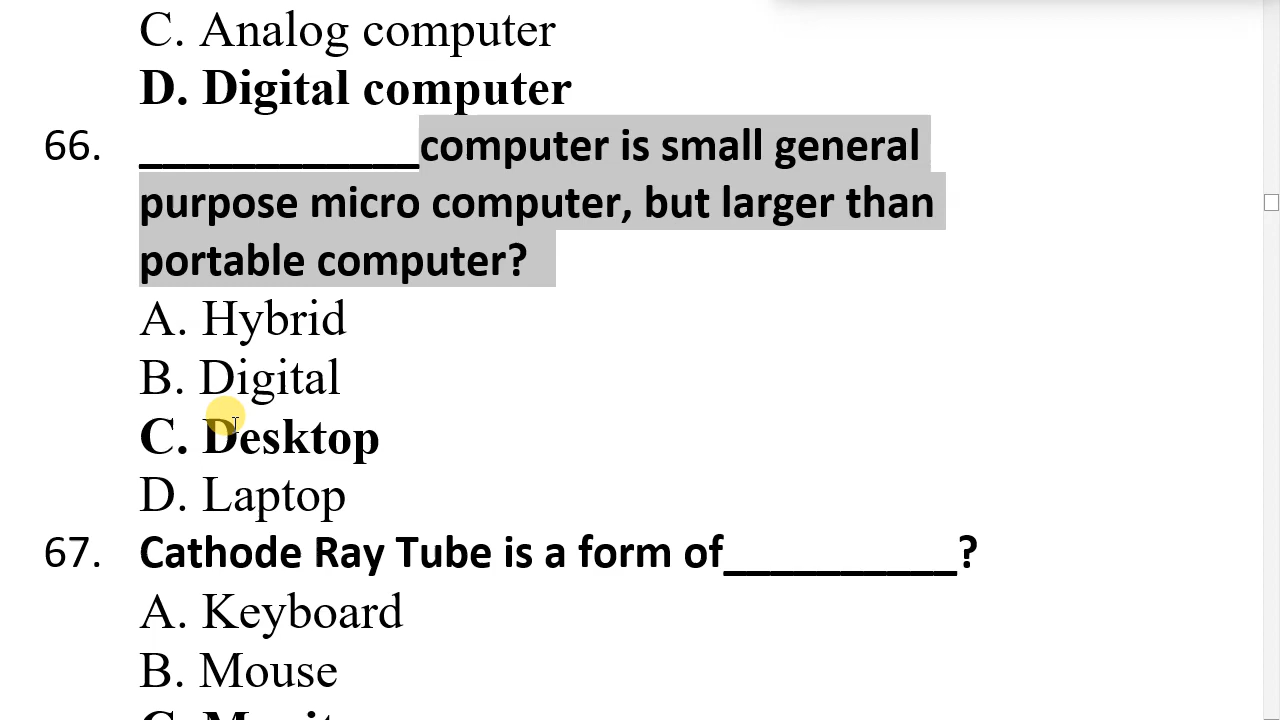 C. Analog computer
D. Digital computer
66. ____________computer is small general
purpose micro computer, but larger than
portable computer?
A. Hybrid
B. Digital
C. Desktop
D. Laptop
67. Cathode Ray Tube is a form of__________?
A. Keyboard
B. Mouse